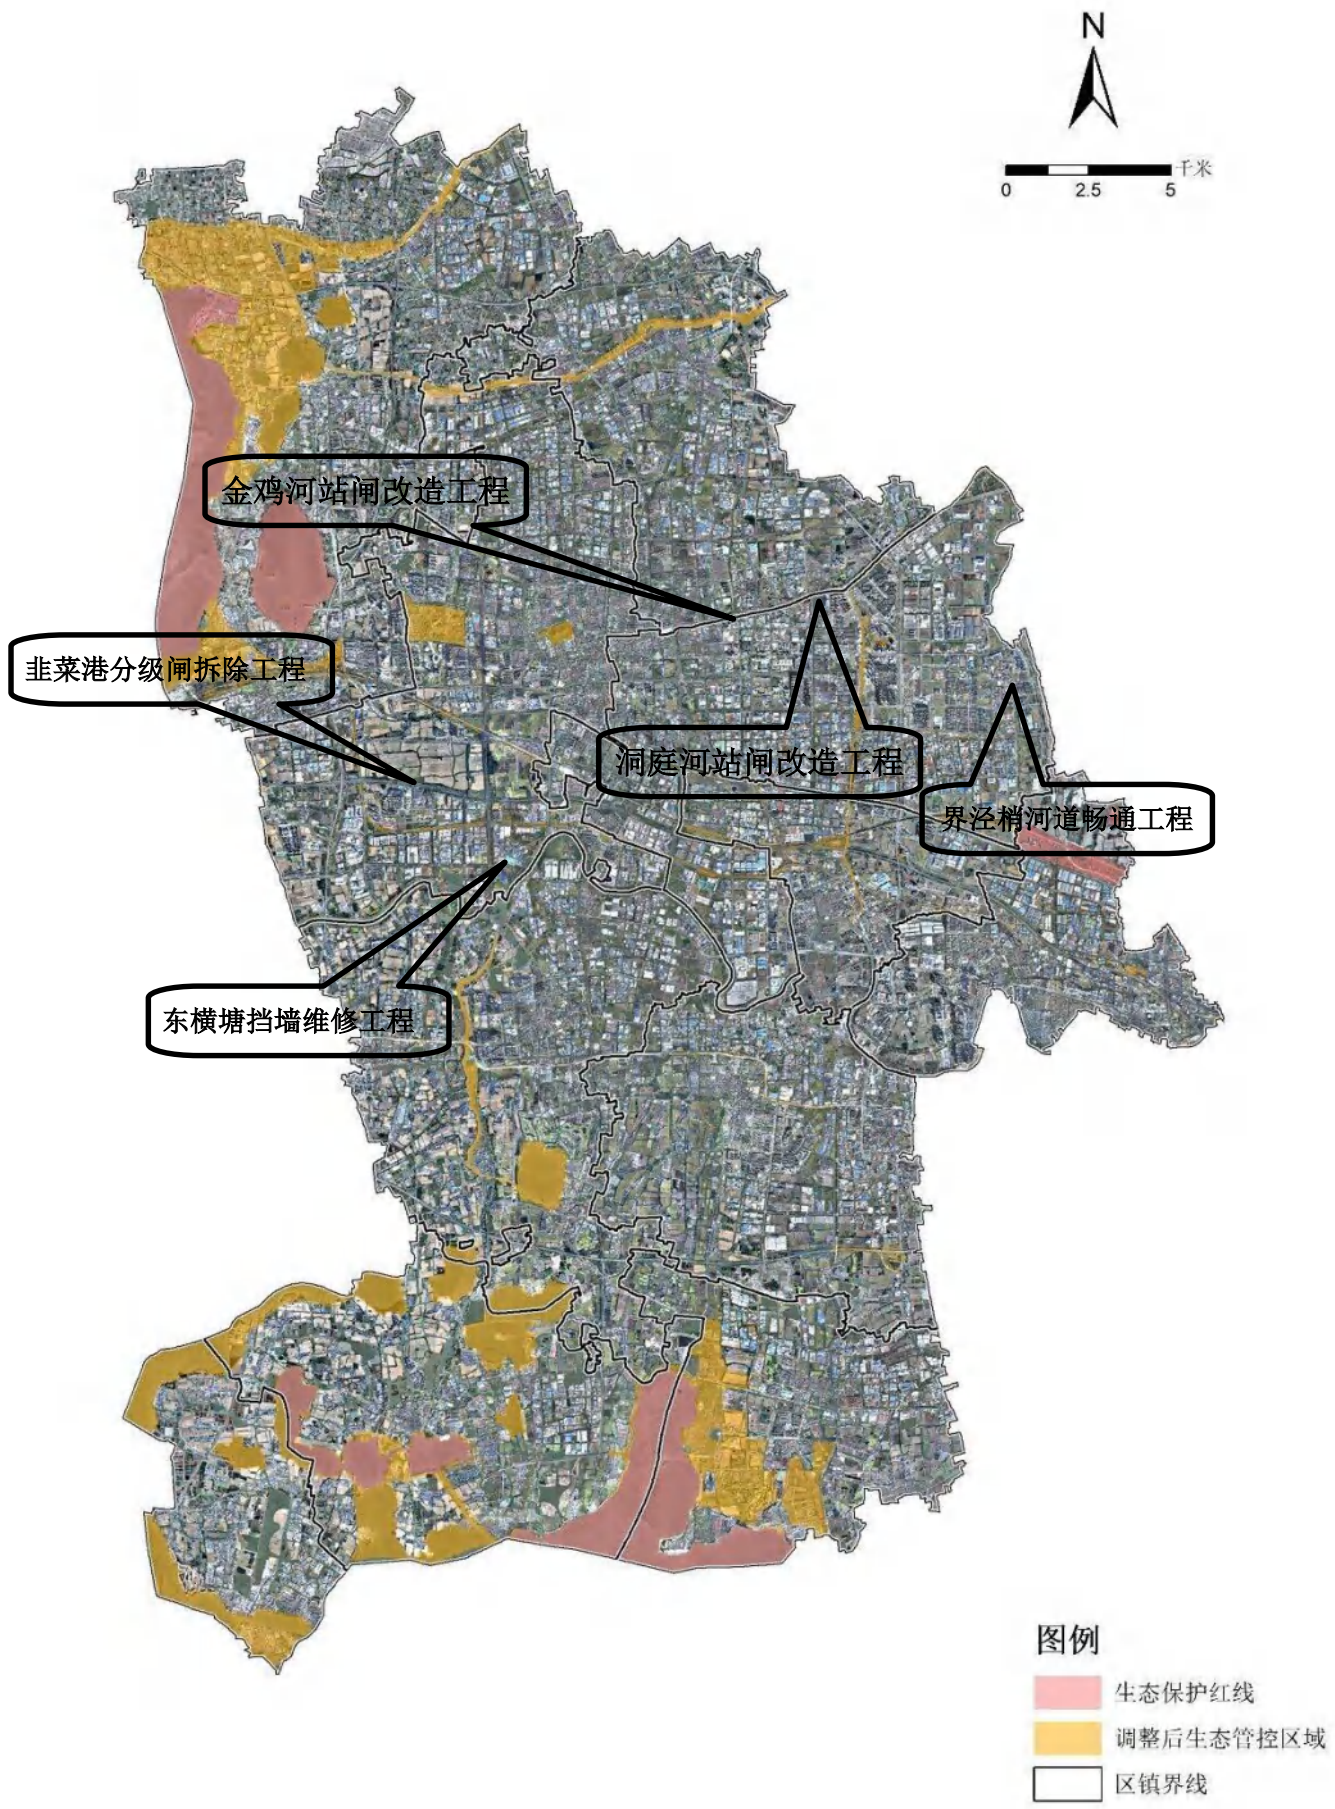 N
千米
0 2.5 5
金鸡河站闸改造工程
韭菜港分级闸拆除工程
洞庭河站闸改造工程
界泾梢河道畅通工程
东横塘挡墙维修工程
图例
生态保护红线
调整后生态管控区域
区镇界线